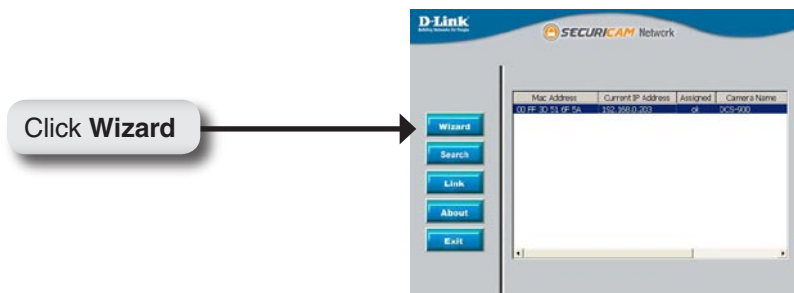 D-Link
Building Networks for People
SECURICAM Network
Click Wizard
Mac Address Current IP Address Assigned Camera Name
00 FF 30 51 6F 5A 192.168.0.203 ok DCS-900
Wizard
Search
Link
About
Exit